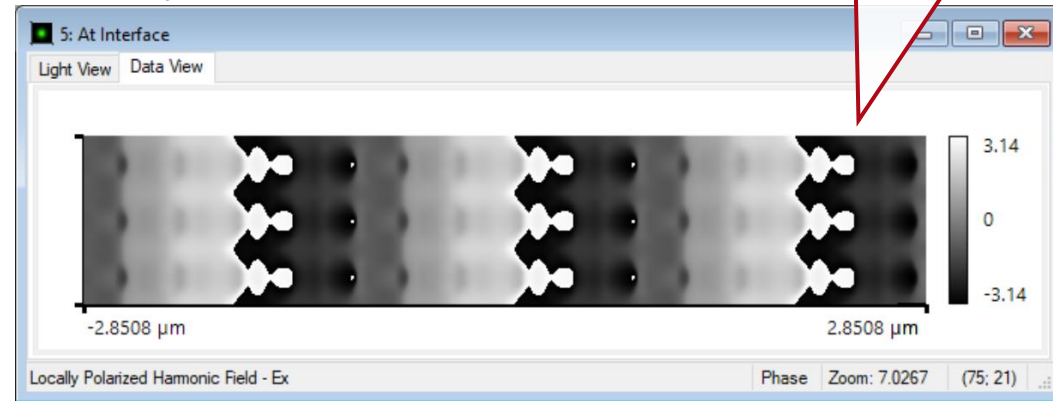 5: At Interface
Light View Data View
3.14
0
-3.14
-2.8508 µm 2.8508 µm
Locally Polarized Harmonic Field - Ex Phase Zoom: 7.0267 (75; 21)